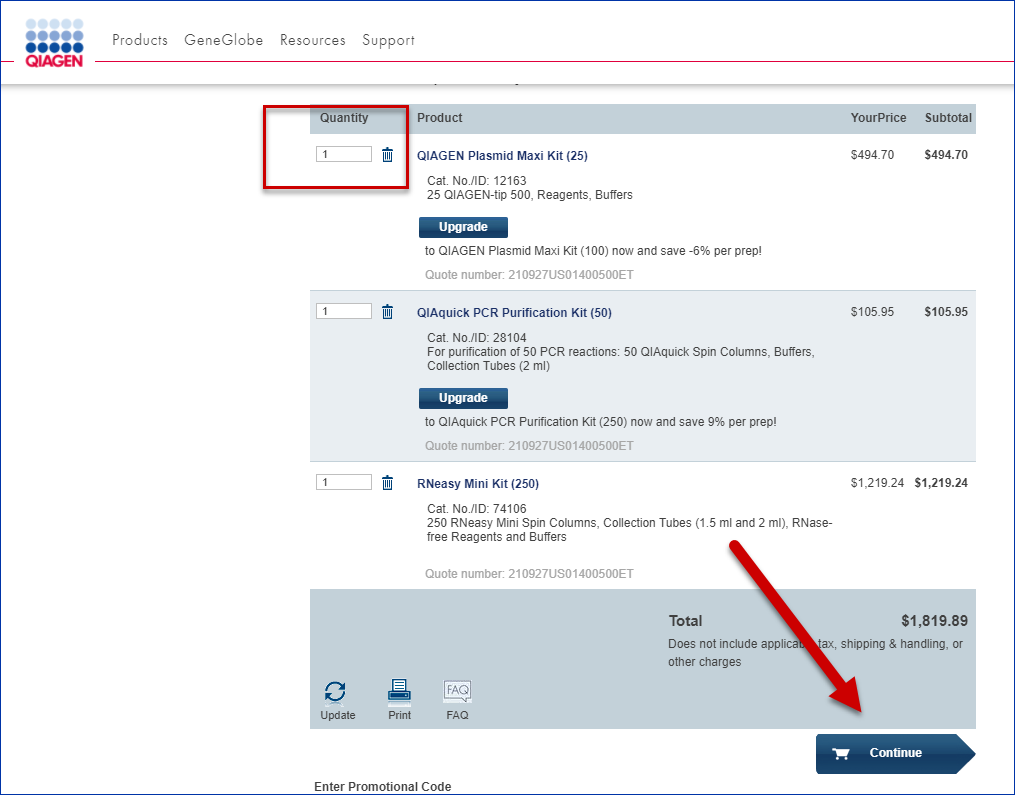 QIAGEN
Products GeneGlobe Resources Support
Quantity Product YourPrice Subtotal
1 QIAGEN Plasmid Maxi Kit (25) $494.70 $494.70
Cat. No./ID: 12163
25 QIAGEN-tip 500, Reagents, Buffers
Upgrade
to QIAGEN Plasmid Maxi Kit (100) now and save -6% per prep!
Quote number: 210927US01400500ET
1 QIAquick PCR Purification Kit (50) $105.95 $105.95
Cat. No./ID: 28104
For purification of 50 PCR reactions: 50 QIAquick Spin Columns, Buffers,
Collection Tubes (2 ml)
Upgrade
to QIAquick PCR Purification Kit (250) now and save 9% per prep!
Quote number: 210927US01400500ET
1 RNeasy Mini Kit (250) $1,219.24 $1,219.24
Cat. No./ID: 74106
250 RNeasy Mini Spin Columns, Collection Tubes (1.5 ml and 2 ml), RNase-
free Reagents and Buffers
Quote number: 210927US01400500ET
Total $1,819.89
Does not include tax, shipping & handling, or
other charges
FAQ
Update Print FAQ
Continue
Enter Promotional Code